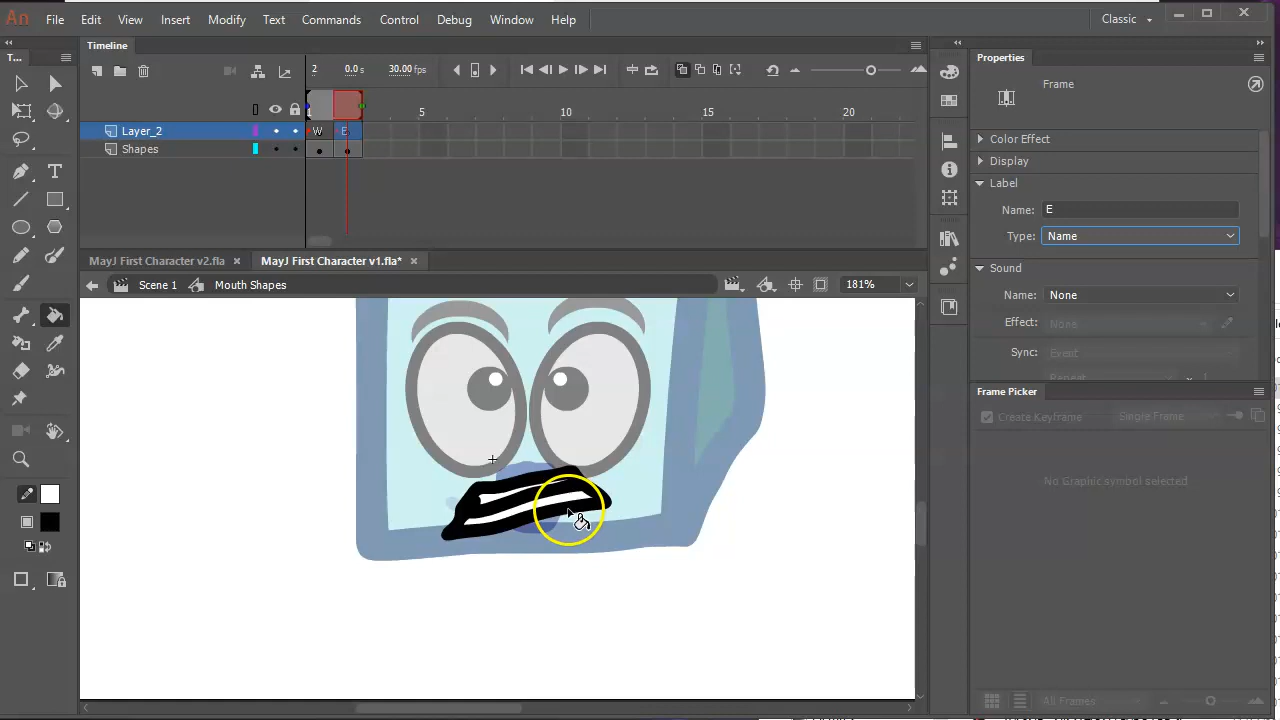 An File Edit View Insert Modify Text Commands Control Debug Window Help Classic
T... Timeline Properties
2 0.0 s 30.00 fps Frame
1 5 10 15 20
Layer_2 W E
Color Effect
Shapes
Display
Label
Name: E
Type: Name
MayJ First Character v2.fla × MayJ First Character v1.fla* ×
Sound
Scene 1 Mouth Shapes 181%
Name: None
Effect: None
Sync: Event
Repeat 1
Frame Picker
Create Keyframe Single Frame
No Graphic symbol selected
All Frames